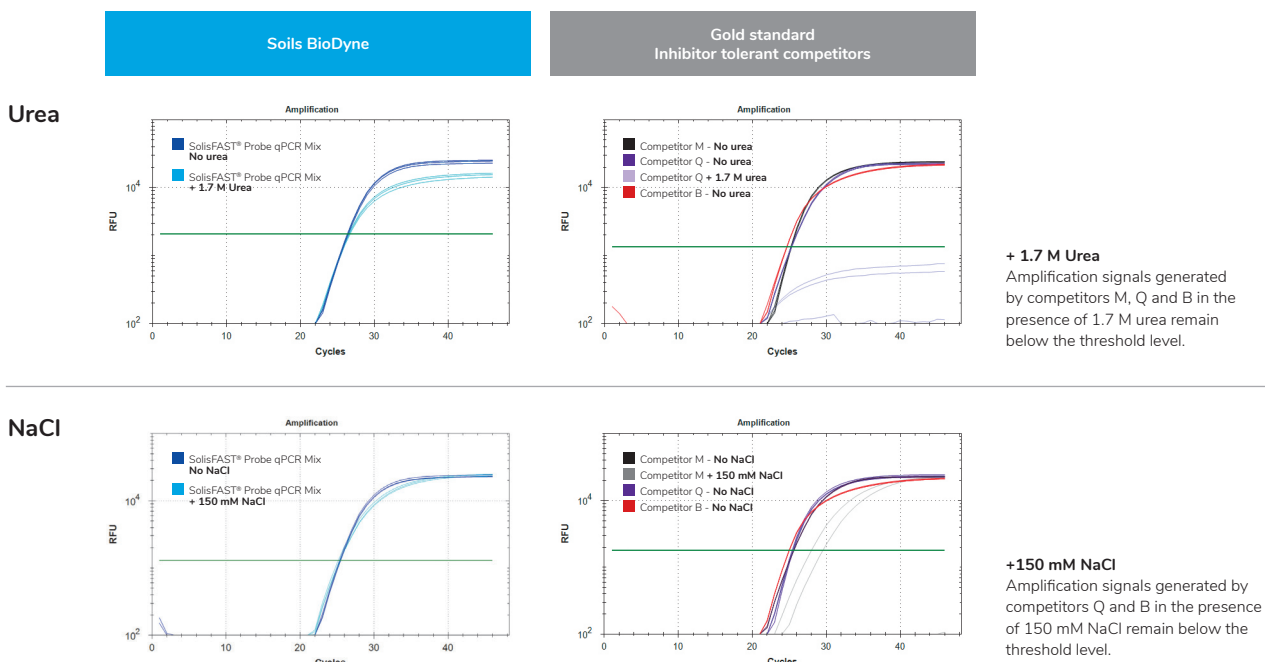 Soils BioDyne
Gold standard
Inhibitor tolerant competitors
Urea
Amplification
SolisFAST® Probe qPCR Mix
No urea
SolisFAST® Probe qPCR Mix
+ 1.7 M Urea
10⁴
10²
RFU
0 10 20 30 40
Cycles
Amplification
Competitor M - No urea
Competitor Q - No urea
Competitor Q + 1.7 M urea
Competitor B - No urea
10⁴
10²
RFU
0 10 20 30 40
Cycles
+ 1.7 M Urea
Amplification signals generated
by competitors M, Q and B in the
presence of 1.7 M urea remain
below the threshold level.
NaCl
Amplification
SolisFAST® Probe qPCR Mix
No NaCl
SolisFAST® Probe qPCR Mix
+ 150 mM NaCl
10⁴
10²
RFU
0 10 20 30 40
Cycles
Amplification
Competitor M - No NaCl
Competitor M + 150 mM NaCl
Competitor Q - No NaCl
Competitor B - No NaCl
10⁴
10²
RFU
0 10 20 30 40
Cycles
+150 mM NaCl
Amplification signals generated by
competitors Q and B in the presence
of 150 mM NaCl remain below the
threshold level.